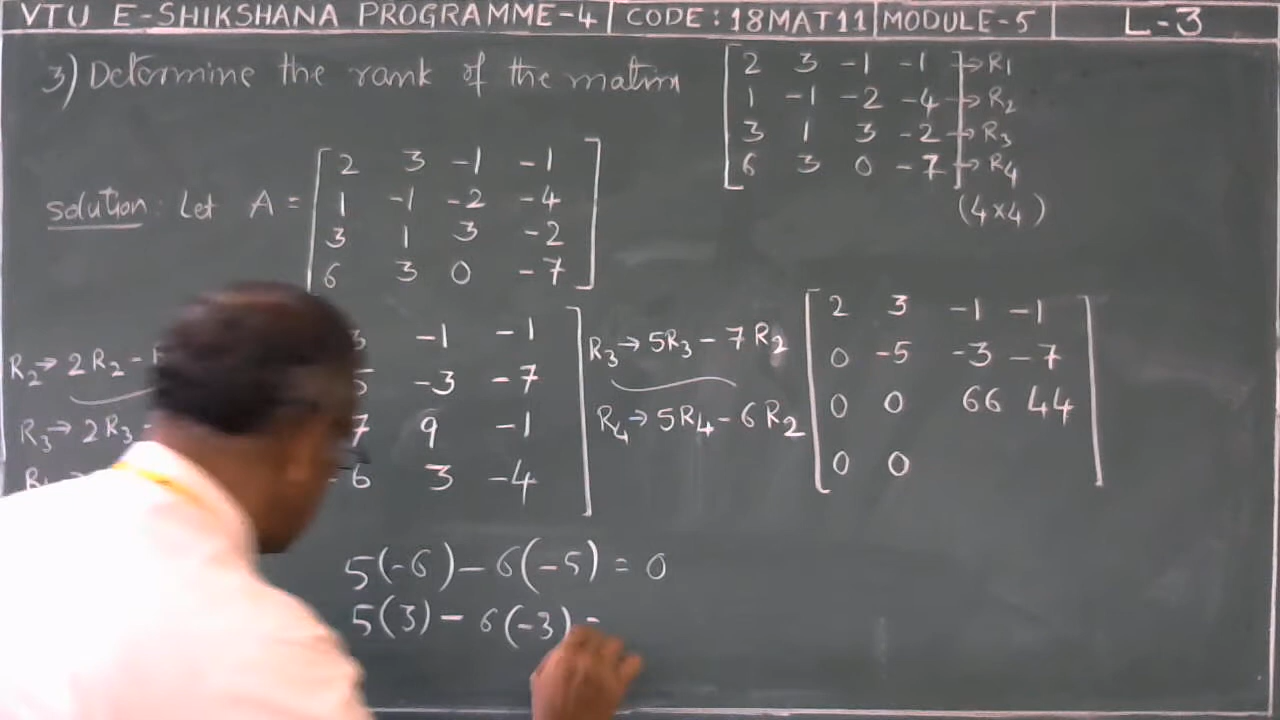 VTU E-SHIKSHANA PROGRAMME-4 CODE:18MAT11 MODULE-5 L-3
3) Determine the rank of the matrix
2 3 -1 -1 → R1
1 -1 -2 -4 → R2
3 1 3 -2 → R3
6 3 0 -7 → R4
(4×4)
Solution: Let A =
2 3 -1 -1
1 -1 -2 -4
3 1 3 -2
6 3 0 -7
R2→2R2-
R3→2R3-
3 -1 -1
5 -3 -7
7 9 -1
-6 3 -4
R3→5R3-7R2
R4→5R4-6R2
2 3 -1 -1
0 -5 -3 -7
0 0 66 44
0 0
5(-6)-6(-5)=0
5(3)-6(-3)=